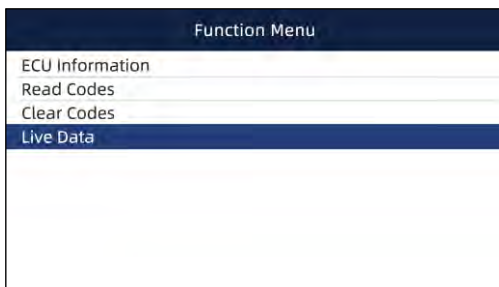 Function Menu
ECU Information
Read Codes
Clear Codes
Live Data